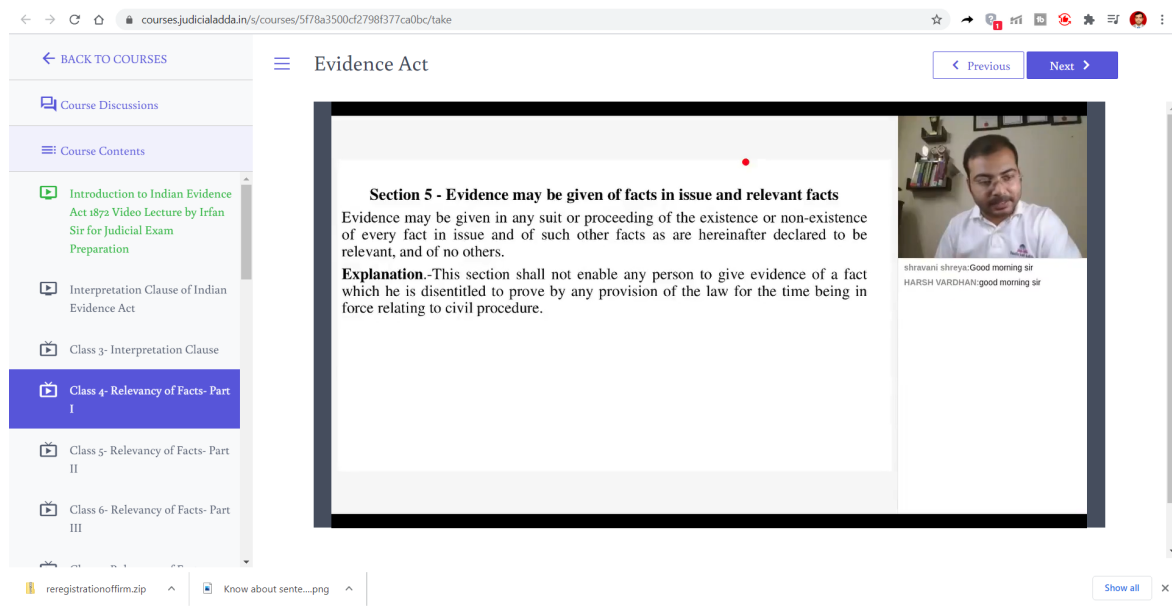 courses.judicialadda.in/s/courses/5f78a3500cf2798f377ca0bc/take
1
BACK TO COURSES
Evidence Act
Previous
Next
Course Discussions
Course Contents
Introduction to Indian Evidence
Act 1872 Video Lecture by Irfan
Sir for Judicial Exam
Preparation
Interpretation Clause of Indian
Evidence Act
Class 3- Interpretation Clause
Class 4- Relevancy of Facts- Part
I
Class 5- Relevancy of Facts- Part
II
Class 6- Relevancy of Facts- Part
III
Section 5 - Evidence may be given of facts in issue and relevant facts
Evidence may be given in any suit or proceeding of the existence or non-existence
of every fact in issue and of such other facts as are hereinafter declared to be
relevant, and of no others.
Explanation.-This section shall not enable any person to give evidence of a fact
which he is disentitled to prove by any provision of the law for the time being in
force relating to civil procedure.
shravani shreya:Good morning sir
HARSH VARDHAN:good morning sir
reregistrationoffirm.zip
Know about sente....png
Show all